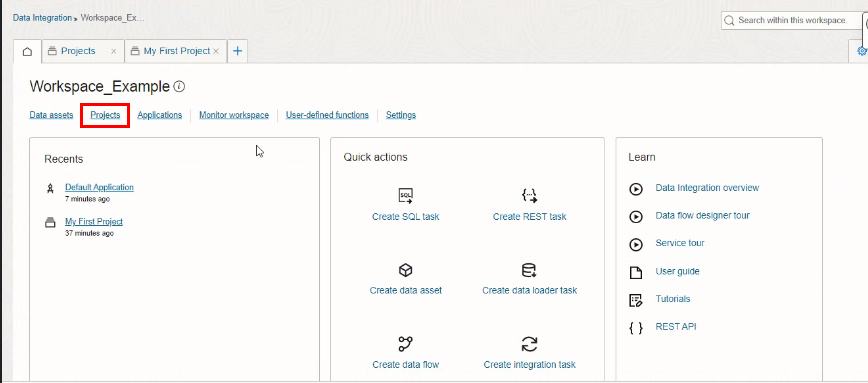 Data Integration ▸ Workspace_Ex...
Search within this workspace.
Projects ×
My First Project ×
+
Workspace_Example
Data assets
Projects
Applications
Monitor workspace
User-defined functions
Settings
Recents
Default Application
7 minutes ago
My First Project
37 minutes ago
Quick actions
SQL
Create SQL task
Create REST task
Create data asset
Create data loader task
Create data flow
Create integration task
Learn
Data Integration overview
Data flow designer tour
Service tour
User guide
Tutorials
REST API